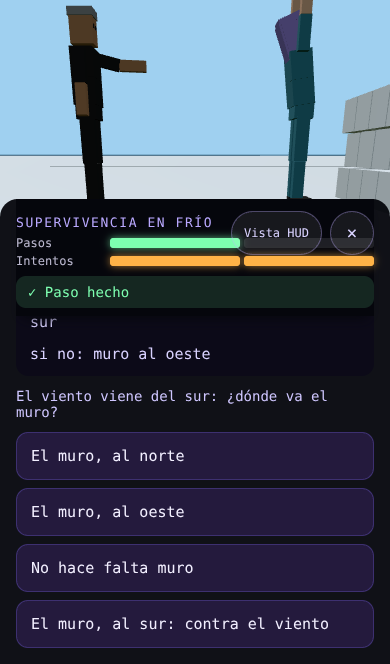 SUPERVIVENCIA EN FRÍO
Vista HUD
×
Pasos
Intentos
✓ Paso hecho
sur
si no: muro al oeste
El viento viene del sur: ¿dónde va el
muro?
El muro, al norte
El muro, al oeste
No hace falta muro
El muro, al sur: contra el viento